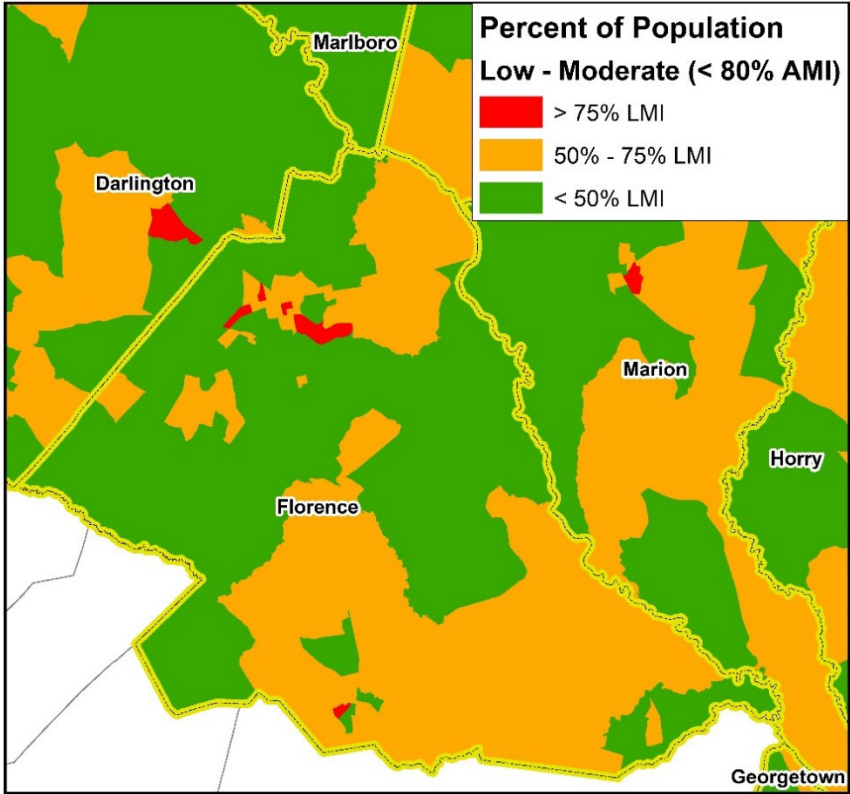 Percent of Population
Low - Moderate (< 80% AMI)
> 75% LMI
50% - 75% LMI
< 50% LMI
Marlboro
Darlington
Marion
Horry
Florence
Georgetown